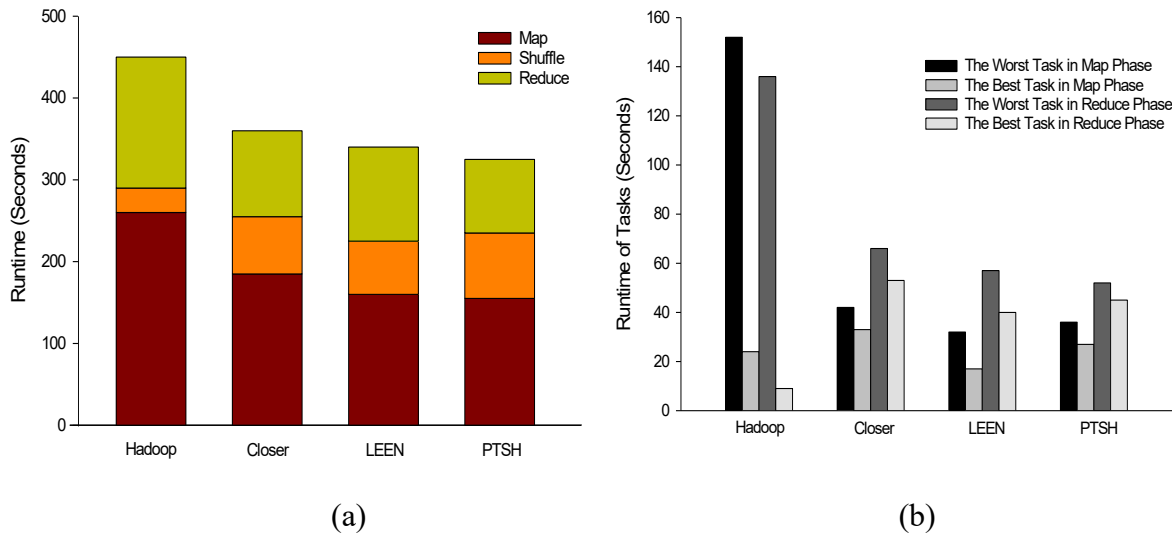 500
400
300
200
100
0
Runtime (Seconds)
Map
Shuffle
Reduce
Hadoop
Closer
LEEN
PTSH
(a)
160
140
120
100
80
60
40
20
0
Runtime of Tasks (Seconds)
The Worst Task in Map Phase
The Best Task in Map Phase
The Worst Task in Reduce Phase
The Best Task in Reduce Phase
Hadoop
Closer
LEEN
PTSH
(b)